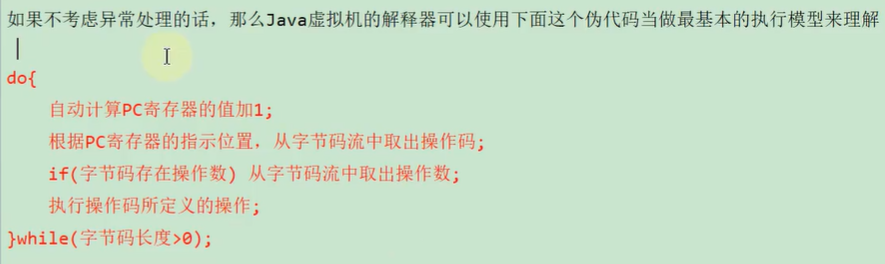 如果不考虑异常处理的话，那么Java虚拟机的解释器可以使用下面这个伪代码当做最基本的执行模型来理解
do{
自动计算PC寄存器的值加1;
根据PC寄存器的指示位置，从字节码流中取出操作码;
if(字节码存在操作数) 从字节码流中取出操作数;
执行操作码所定义的操作;
}while(字节码长度>0);